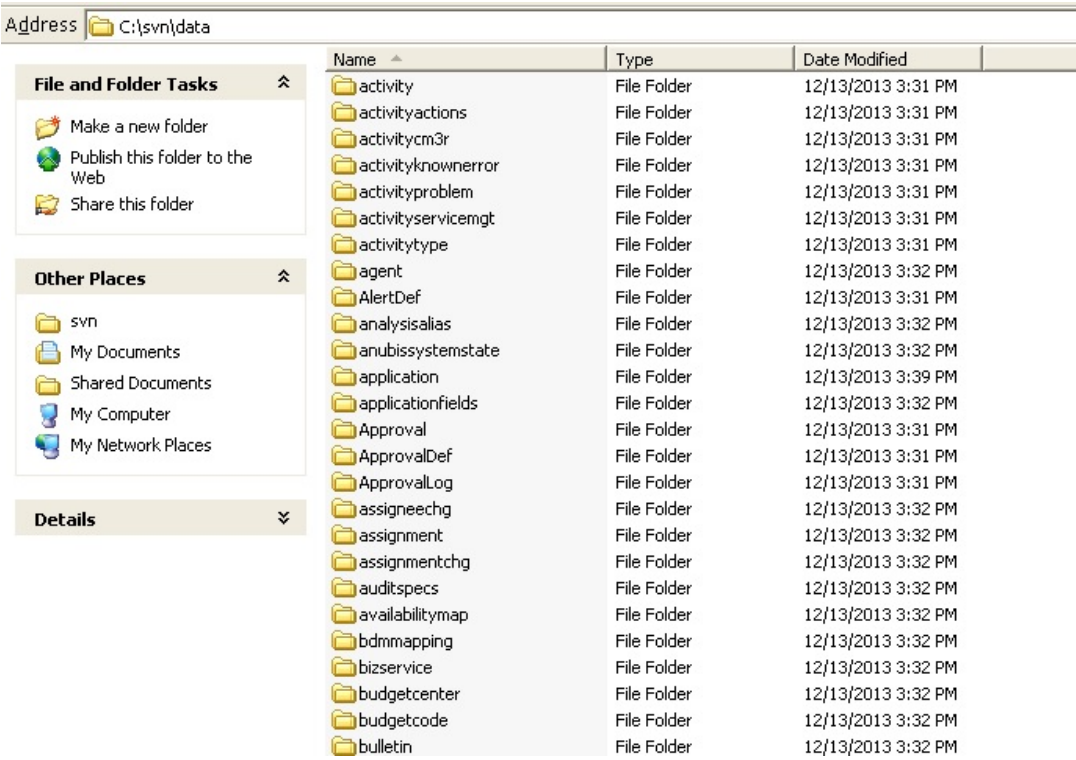 Address C:\svn\data
File and Folder Tasks
Make a new folder
Publish this folder to the
Web
Share this folder
Other Places
svn
My Documents
Shared Documents
My Computer
My Network Places
Details
Name Type Date Modified
activity File Folder 12/13/2013 3:31 PM
activityactions File Folder 12/13/2013 3:31 PM
activitycm3r File Folder 12/13/2013 3:31 PM
activityknownerror File Folder 12/13/2013 3:31 PM
activityproblem File Folder 12/13/2013 3:31 PM
activityservicemgt File Folder 12/13/2013 3:31 PM
activitytype File Folder 12/13/2013 3:31 PM
agent File Folder 12/13/2013 3:32 PM
AlertDef File Folder 12/13/2013 3:31 PM
analysisalias File Folder 12/13/2013 3:32 PM
anubissystemstate File Folder 12/13/2013 3:32 PM
application File Folder 12/13/2013 3:39 PM
applicationfields File Folder 12/13/2013 3:32 PM
Approval File Folder 12/13/2013 3:31 PM
ApprovalDef File Folder 12/13/2013 3:31 PM
ApprovalLog File Folder 12/13/2013 3:31 PM
assigneechg File Folder 12/13/2013 3:32 PM
assignment File Folder 12/13/2013 3:32 PM
assignmentchg File Folder 12/13/2013 3:32 PM
auditspecs File Folder 12/13/2013 3:32 PM
availabilitymap File Folder 12/13/2013 3:32 PM
bdmmapping File Folder 12/13/2013 3:32 PM
bizservice File Folder 12/13/2013 3:32 PM
budgetcenter File Folder 12/13/2013 3:32 PM
budgetcode File Folder 12/13/2013 3:32 PM
bulletin File Folder 12/13/2013 3:32 PM